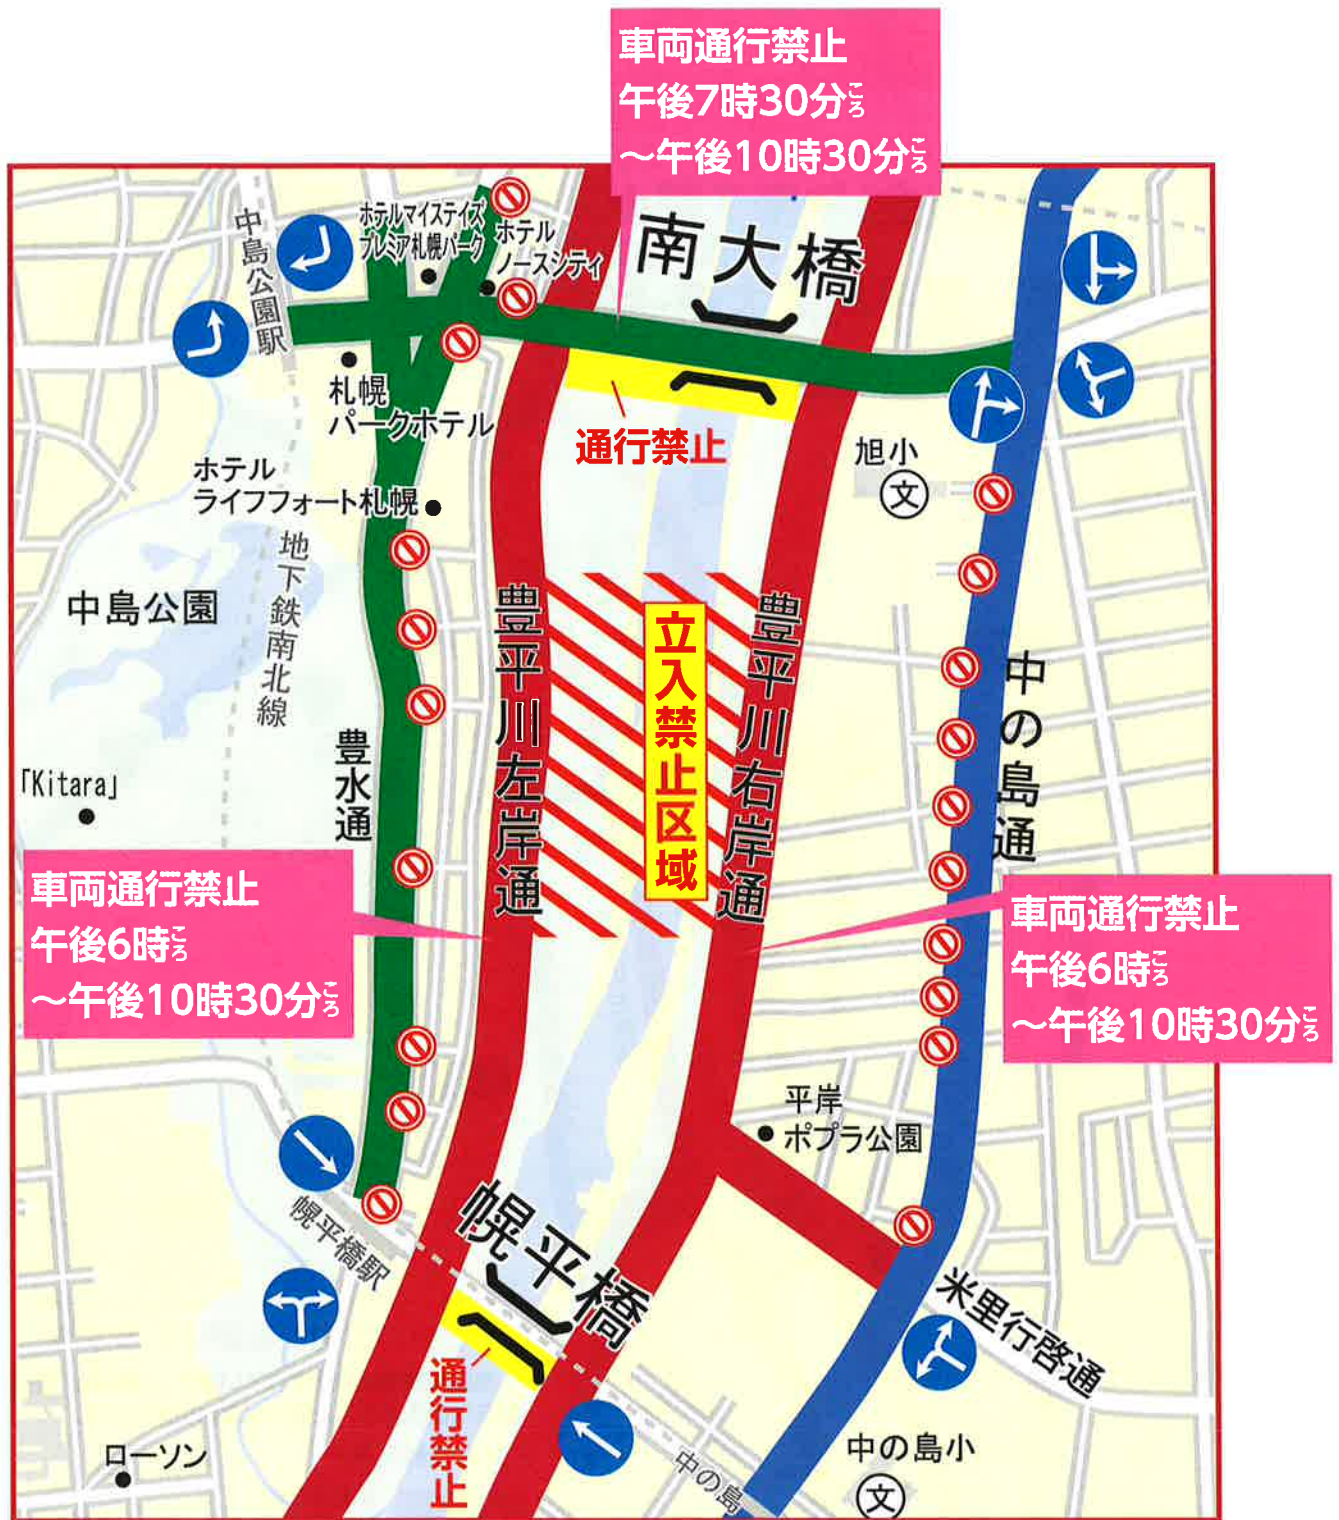 車両通行禁止
午後7時30分ころ
～午後10時30分ころ
中島公園駅
ホテルマイステイズ
プレミア札幌パーク
ホテル
ノースシティ
南大橋
札幌
パークホテル
通行禁止
旭小
文
ホテル
ライフフォート札幌
地下鉄南北線
中島公園
豊平川左岸通
立入禁止区域
豊平川右岸通
中の島通
豊水通
「Kitara」
車両通行禁止
午後6時ころ
～午後10時30分ころ
車両通行禁止
午後6時ころ
～午後10時30分ころ
平岸
ポプラ公園
幌平橋駅
幌平橋
米里行啓通
通行禁止
ローソン
中の島
中の島小
文